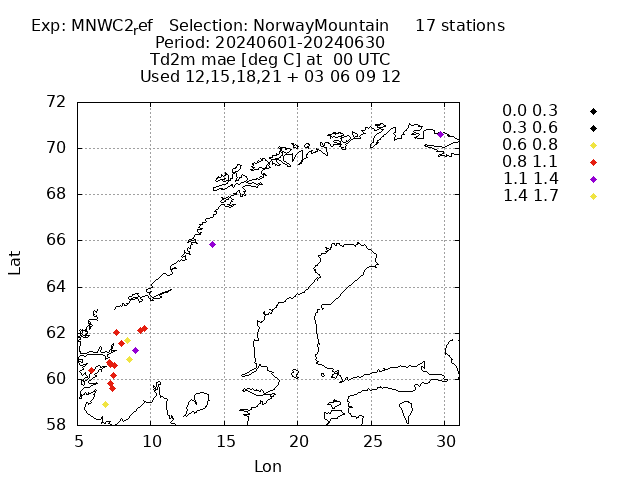 Exp: MNWC2ref   Selection: NorwayMountain     17 stations
Period: 20240601-20240630
Td2m mae [deg C] at  00 UTC
Used 12,15,18,21 + 03 06 09 12
0.0 0.3
0.3 0.6
0.6 0.8
0.8 1.1
1.1 1.4
1.4 1.7
72
70
68
66
64
62
60
58
Lat
5 10 15 20 25 30
Lon